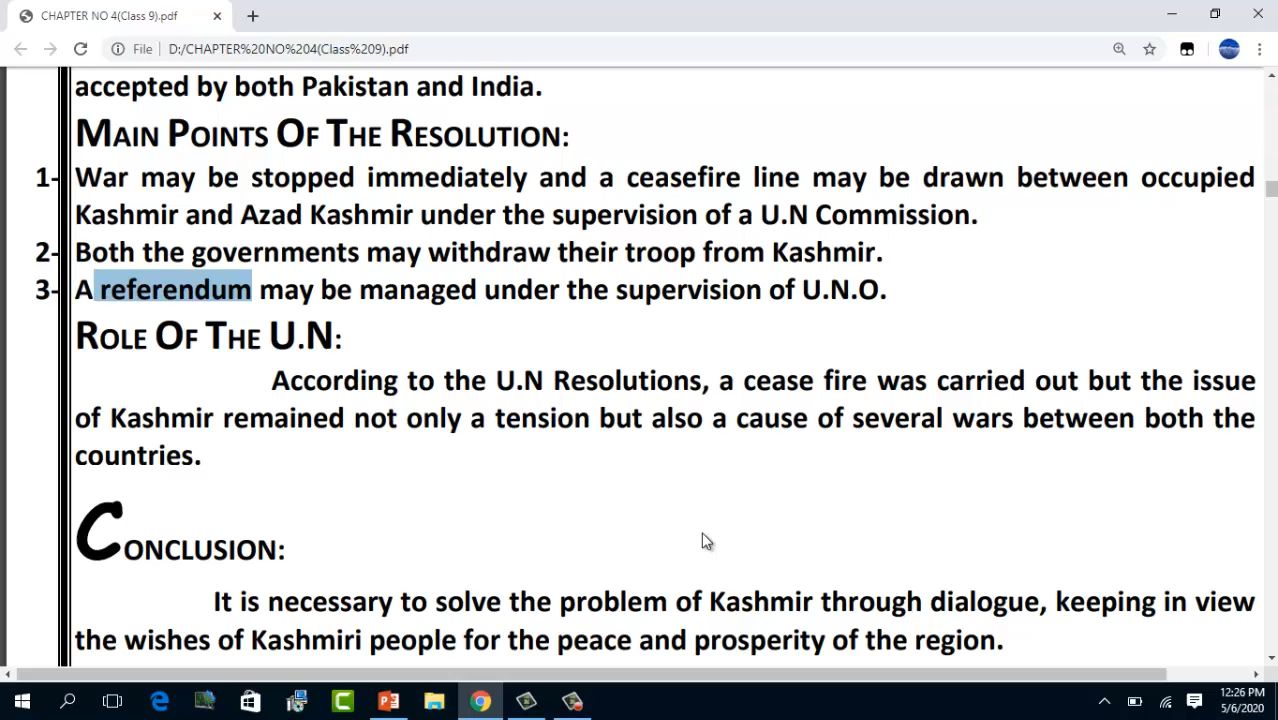 CHAPTER NO 4(Class 9).pdf
File
D:/CHAPTER%20NO%204(Class%209).pdf
accepted by both Pakistan and India.
MAIN POINTS OF THE RESOLUTION:
1- War may be stopped immediately and a ceasefire line may be drawn between occupied
Kashmir and Azad Kashmir under the supervision of a U.N Commission.
2- Both the governments may withdraw their troop from Kashmir.
3- A referendum may be managed under the supervision of U.N.O.
ROLE OF THE U.N:
According to the U.N Resolutions, a cease fire was carried out but the issue
of Kashmir remained not only a tension but also a cause of several wars between both the
countries.
CONCLUSION:
It is necessary to solve the problem of Kashmir through dialogue, keeping in view
the wishes of Kashmiri people for the peace and prosperity of the region.
12:26 PM
5/6/2020